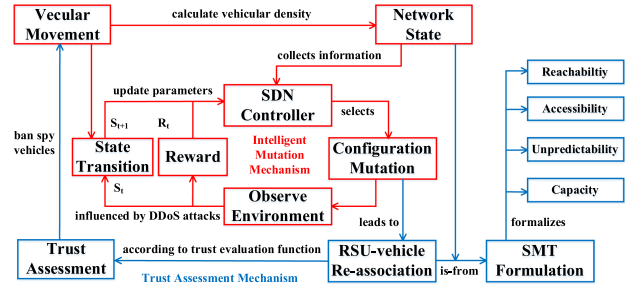 Vecular
Movement
calculate vehicular density
Network
State
collects information
Reachabiltiy
update parameters
SDN
Controller
selects
Accessibility
ban spy
vehicles
S_{t+1}
R_t
State
Transition
Reward
Intelligent
Mutation
Mechanism
Configuration
Mutation
Unpredictability
S_t
Observe
Environment
Capacity
influenced by DDoS attacks
leads to
formalizes
Trust
Assessment
according to trust evaluation function
RSU-vehicle
Re-association
is-from
SMT
Formulation
Trust Assessment Mechanism